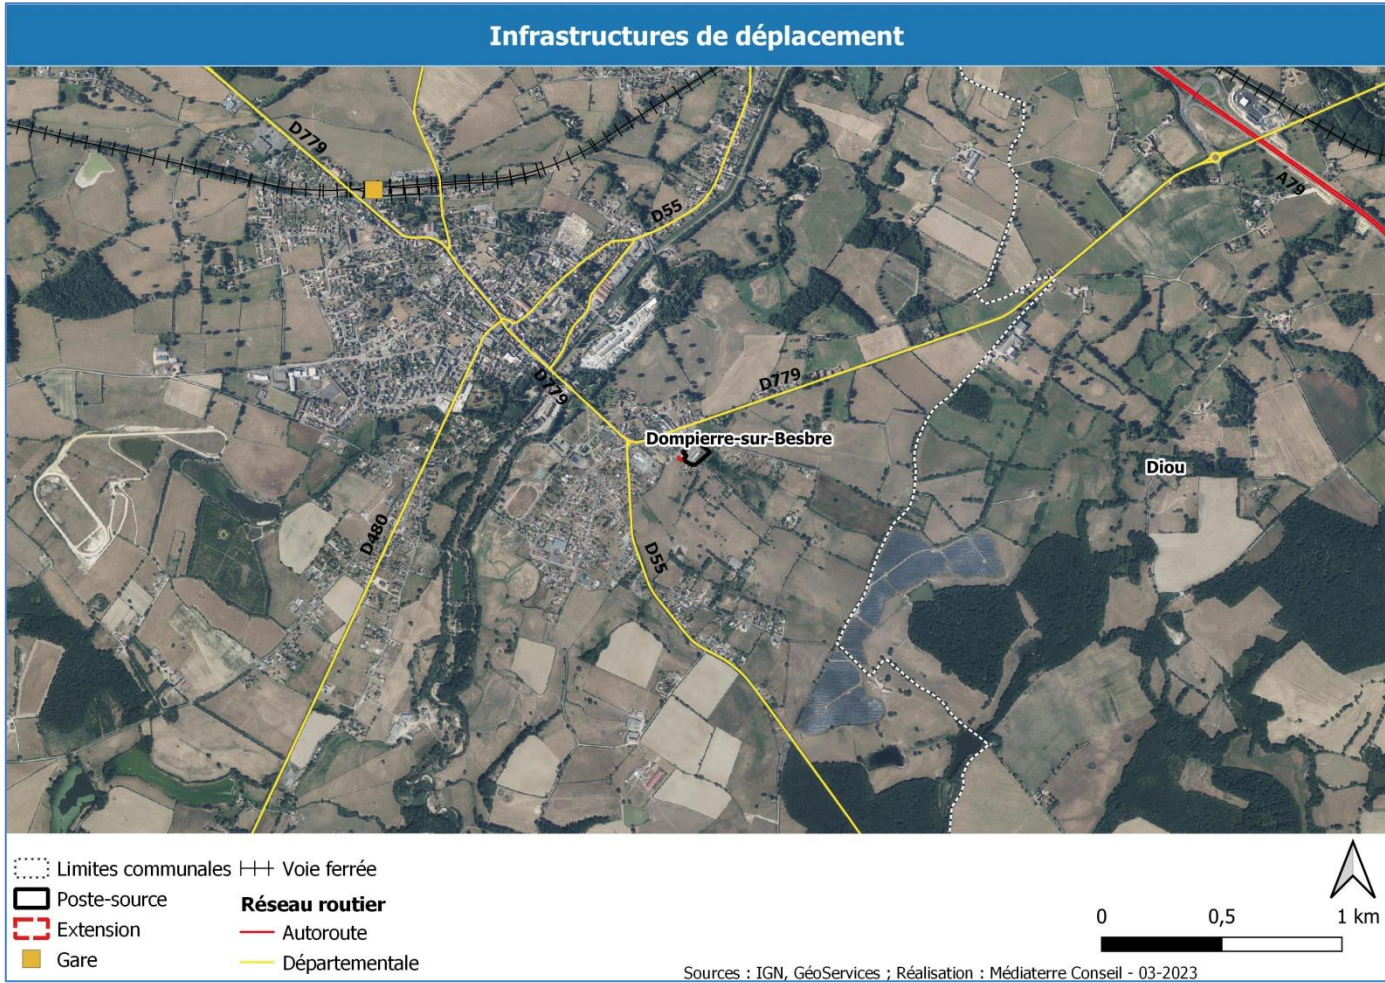 Infrastructures de déplacement
D779
D55
A79
D779
D779
Dompierre-sur-Besbre
Diou
D480
D55
Limites communales
Poste-source
Extension
Gare
Voie ferrée
Réseau routier
Autoroute
Départementale
0 0,5 1 km
Sources : IGN, GéoServices ; Réalisation : Médiaterre Conseil - 03-2023